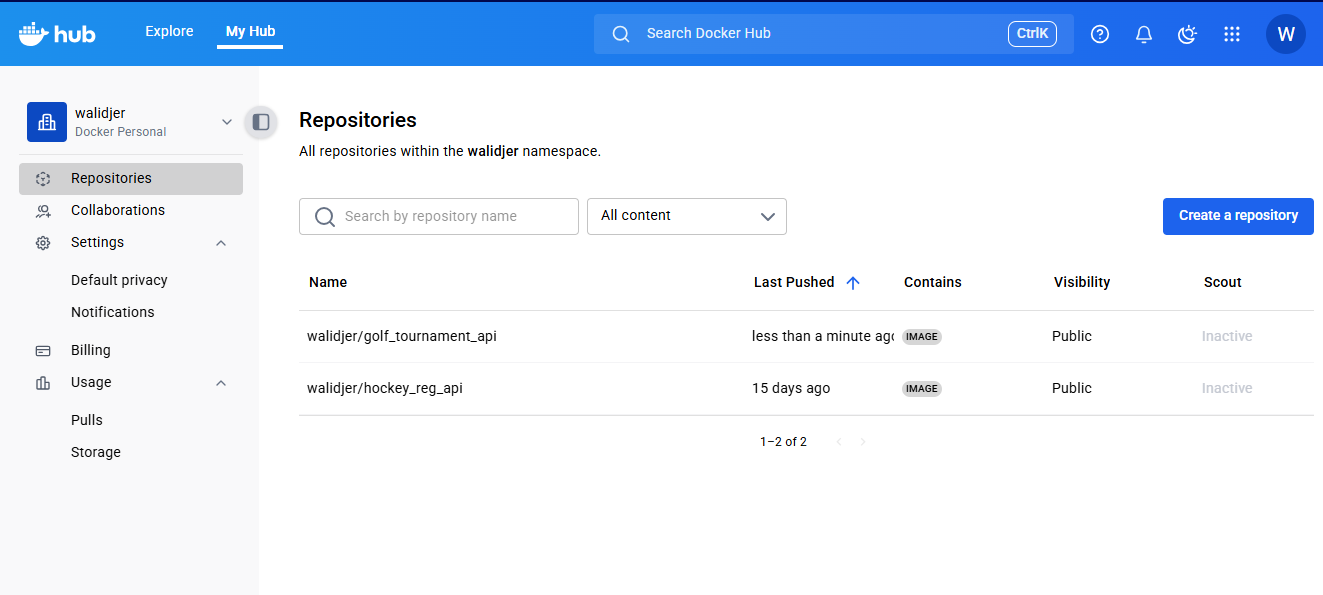 hub Explore My Hub Search Docker Hub CtrlK W
walidjer
Docker Personal
Repositories
Collaborations
Settings
Default privacy
Notifications
Billing
Usage
Pulls
Storage
Repositories
All repositories within the walidjer namespace.
Search by repository name All content Create a repository
Name Last Pushed Contains Visibility Scout
walidjer/golf_tournament_api less than a minute ago IMAGE Public Inactive
walidjer/hockey_reg_api 15 days ago IMAGE Public Inactive
1–2 of 2